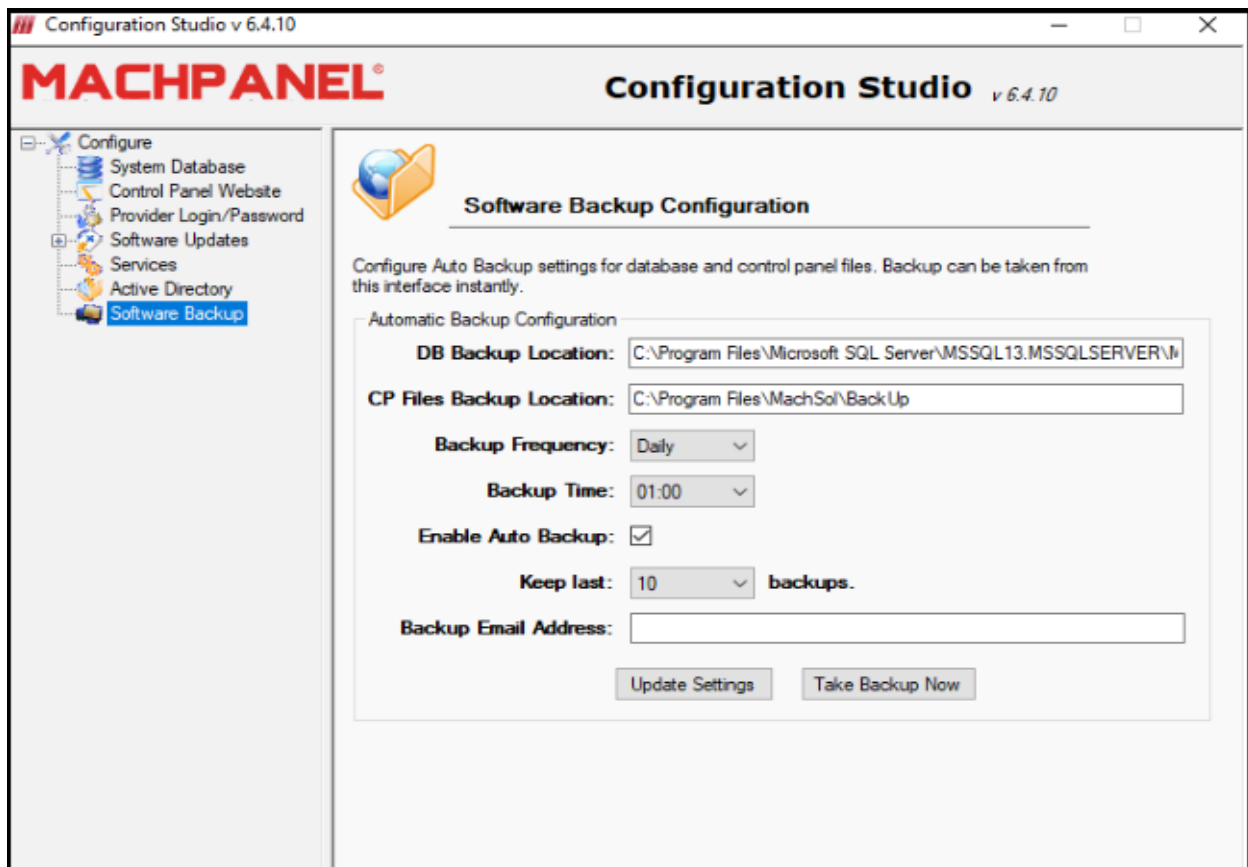 Configuration Studio v 6.4.10
MACHPANEL® Configuration Studio v 6.4.10
Configure
System Database
Control Panel Website
Provider Login/Password
Software Updates
Services
Active Directory
Software Backup
Software Backup Configuration
Configure Auto Backup settings for database and control panel files. Backup can be taken from
this interface instantly.
Automatic Backup Configuration
DB Backup Location: C:\Program Files\Microsoft SQL Server\MSSQL13.MSSQLSERVER\
CP Files Backup Location: C:\Program Files\MachSol\BackUp
Backup Frequency: Daily
Backup Time: 01:00
Enable Auto Backup:
Keep last: 10 backups.
Backup Email Address:
Update Settings Take Backup Now